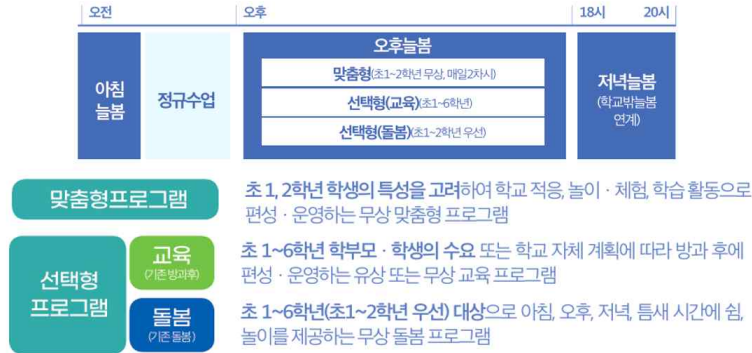 오전 오후 18시 20시
아침
늘봄
정규수업
오후늘봄
맞춤형(초1~2학년 무상, 매일2차시)
선택형(교육)(초1~6학년)
선택형(돌봄)(초1~2학년 우선)
저녁늘봄
(학교밖늘봄
연계)
맞춤형프로그램
초 1, 2학년 학생의 특성을 고려하여 학교 적응, 놀이 · 체험, 학습 활동으로
편성 · 운영하는 무상 맞춤형 프로그램
선택형
프로그램
교육
(기존 방과후)
초 1~6학년 학부모 · 학생의 수요 또는 학교 자체 계획에 따라 방과 후에
편성 · 운영하는 유상 또는 무상 교육 프로그램
돌봄
(기존 돌봄)
초 1~6학년(초1~2학년 우선) 대상으로 아침, 오후, 저녁, 틈새 시간에 쉼,
놀이를 제공하는 무상 돌봄 프로그램